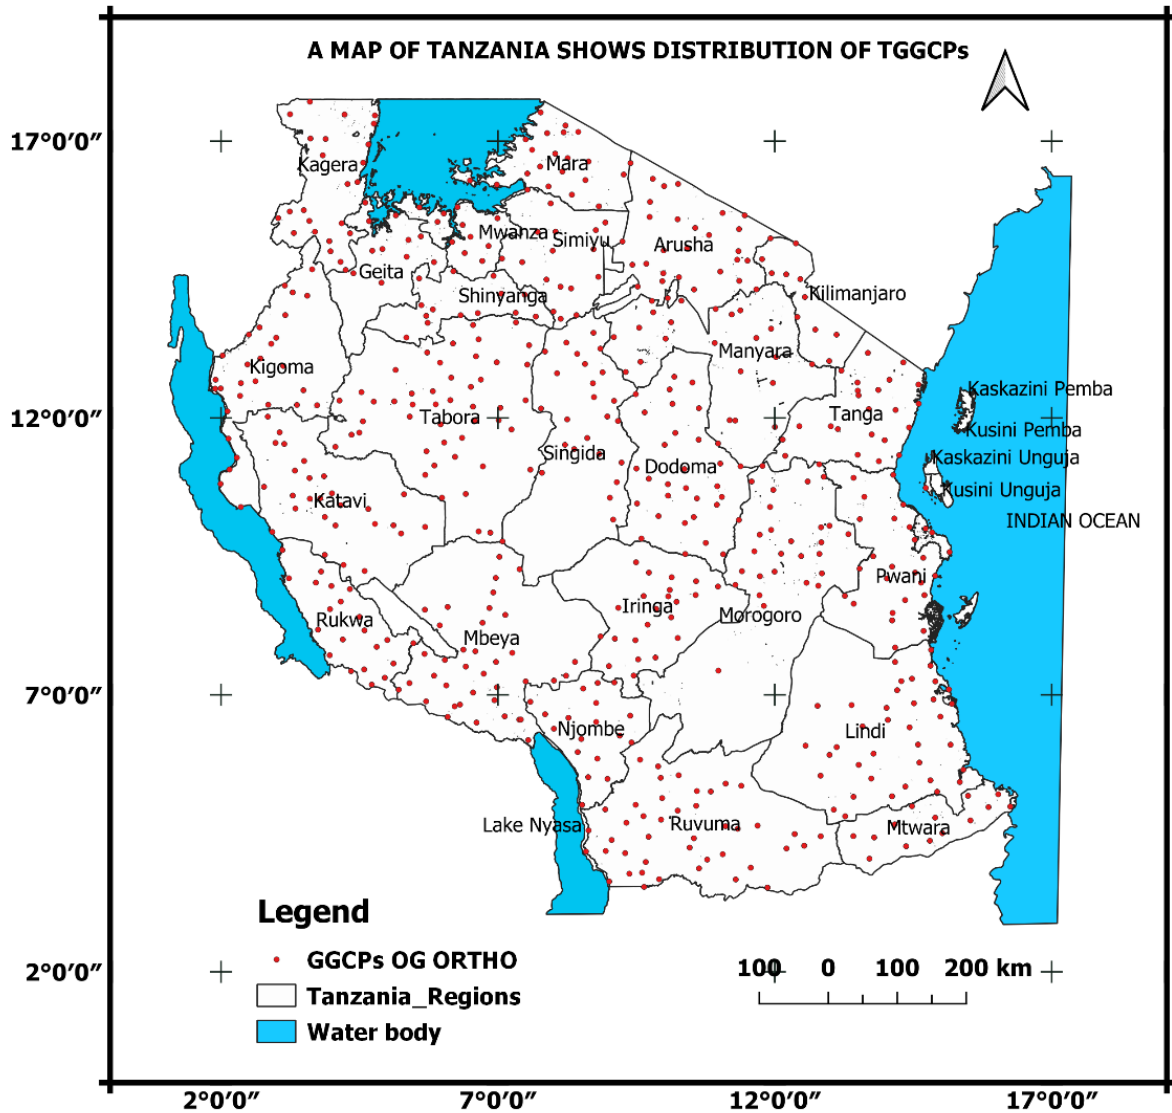 A MAP OF TANZANIA SHOWS DISTRIBUTION OF TGGCPs
17°0'0"
Kagera
Mara
Mwanza
Simiyu
Arusha
Geita
Shinyanga
Kilimanjaro
Manyara
Kigoma
12°0'0"
Tabora
Tanga
Kaskazini Pemba
Kusini Pemba
Singida
Dodoma
Kaskazini Unguja
Kusini Unguja
Katavi
INDIAN OCEAN
Pwani
Iringa
Morogoro
Rukwa
Mbeya
7°0'0"
Njombe
Lindi
Lake Nyasa
Ruvuma
Mtwara
Legend
GGCPs OG ORTHO
Tanzania_Regions
Water body
2°0'0"
100 0 100 200 km
2°0'0" 7°0'0" 12°0'0" 17°0'0"